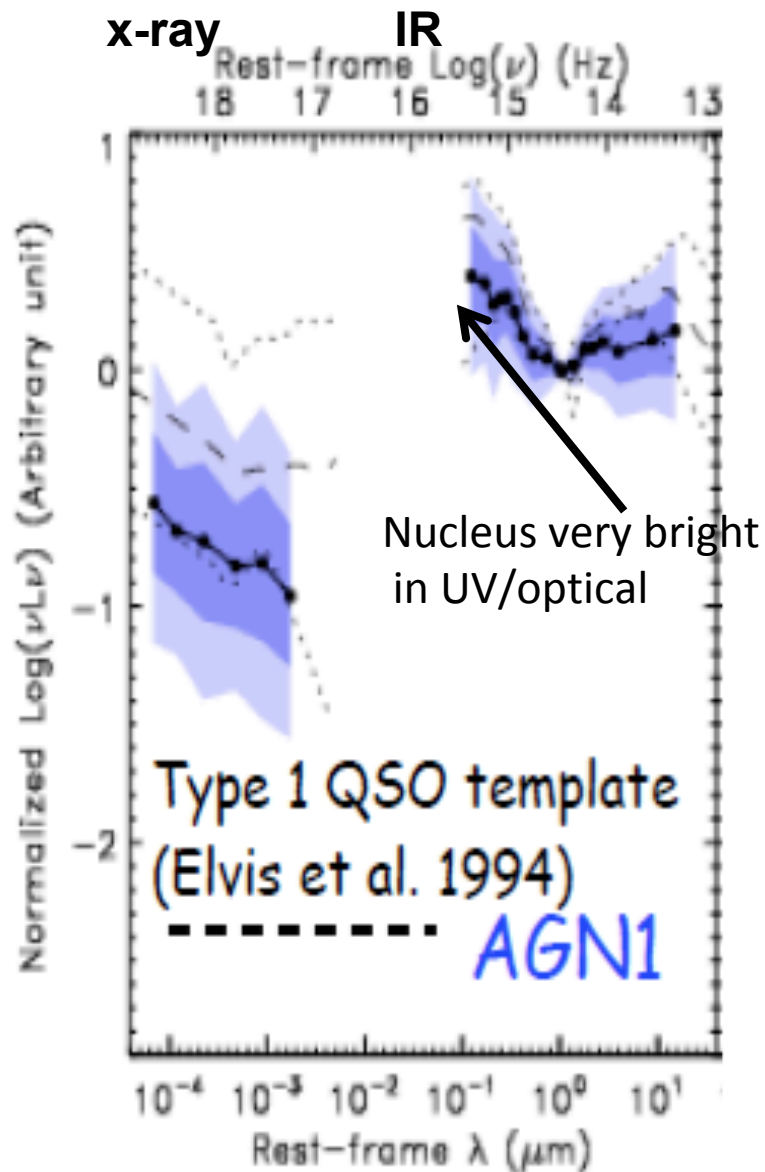 x-ray IR
Rest-frame Log(ν) (Hz)
18 17 16 15 14 13
1
0
-1
-2
Normalized Log(νLν) (Arbitrary unit)
Nucleus very bright
in UV/optical
Type 1 QSO template
(Elvis et al. 1994)
AGN1
10⁻⁴ 10⁻³ 10⁻² 10⁻¹ 10⁰ 10¹
Rest-frame λ (μm)